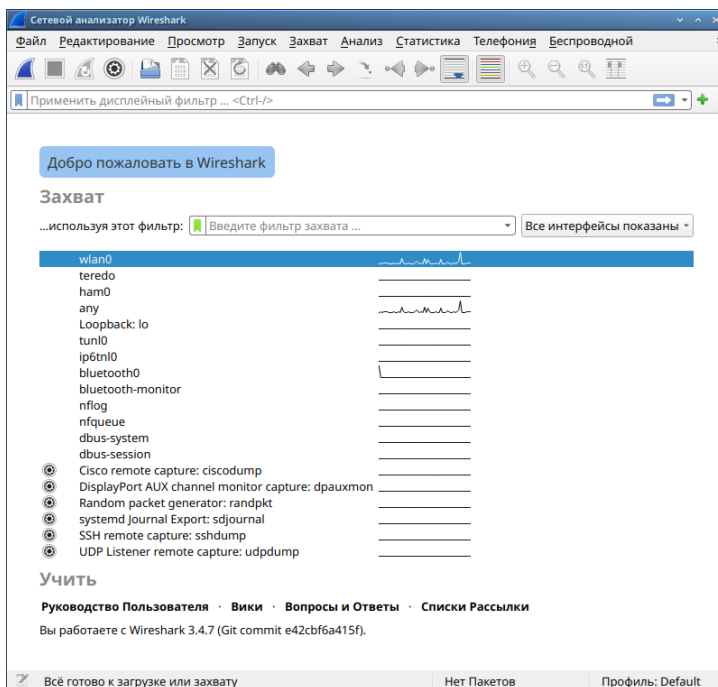 Сетевой анализатор Wireshark
Файл Редактирование Просмотр Запуск Захват Анализ Статистика Телефония Беспроводной
Применить дисплейный фильтр ... <Ctrl-/>
Добро пожаловать в Wireshark
Захват
...используя этот фильтр: Введите фильтр захвата ... Все интерфейсы показаны
wlan0
teredo
ham0
any
Loopback: lo
tunl0
ip6tnl0
bluetooth0
bluetooth-monitor
nflog
nfqueue
dbus-system
dbus-session
Cisco remote capture: ciscodump
DisplayPort AUX channel monitor capture: dpauxmon
Random packet generator: randpkt
systemd Journal Export: sdjournal
SSH remote capture: sshdump
UDP Listener remote capture: udpdump
Учить
Руководство Пользователя · Вики · Вопросы и Ответы · Списки Рассылки
Вы работаете с Wireshark 3.4.7 (Git commit e42cbf6a415f).
Всё готово к загрузке или захвату Нет Пакетов Профиль: Default